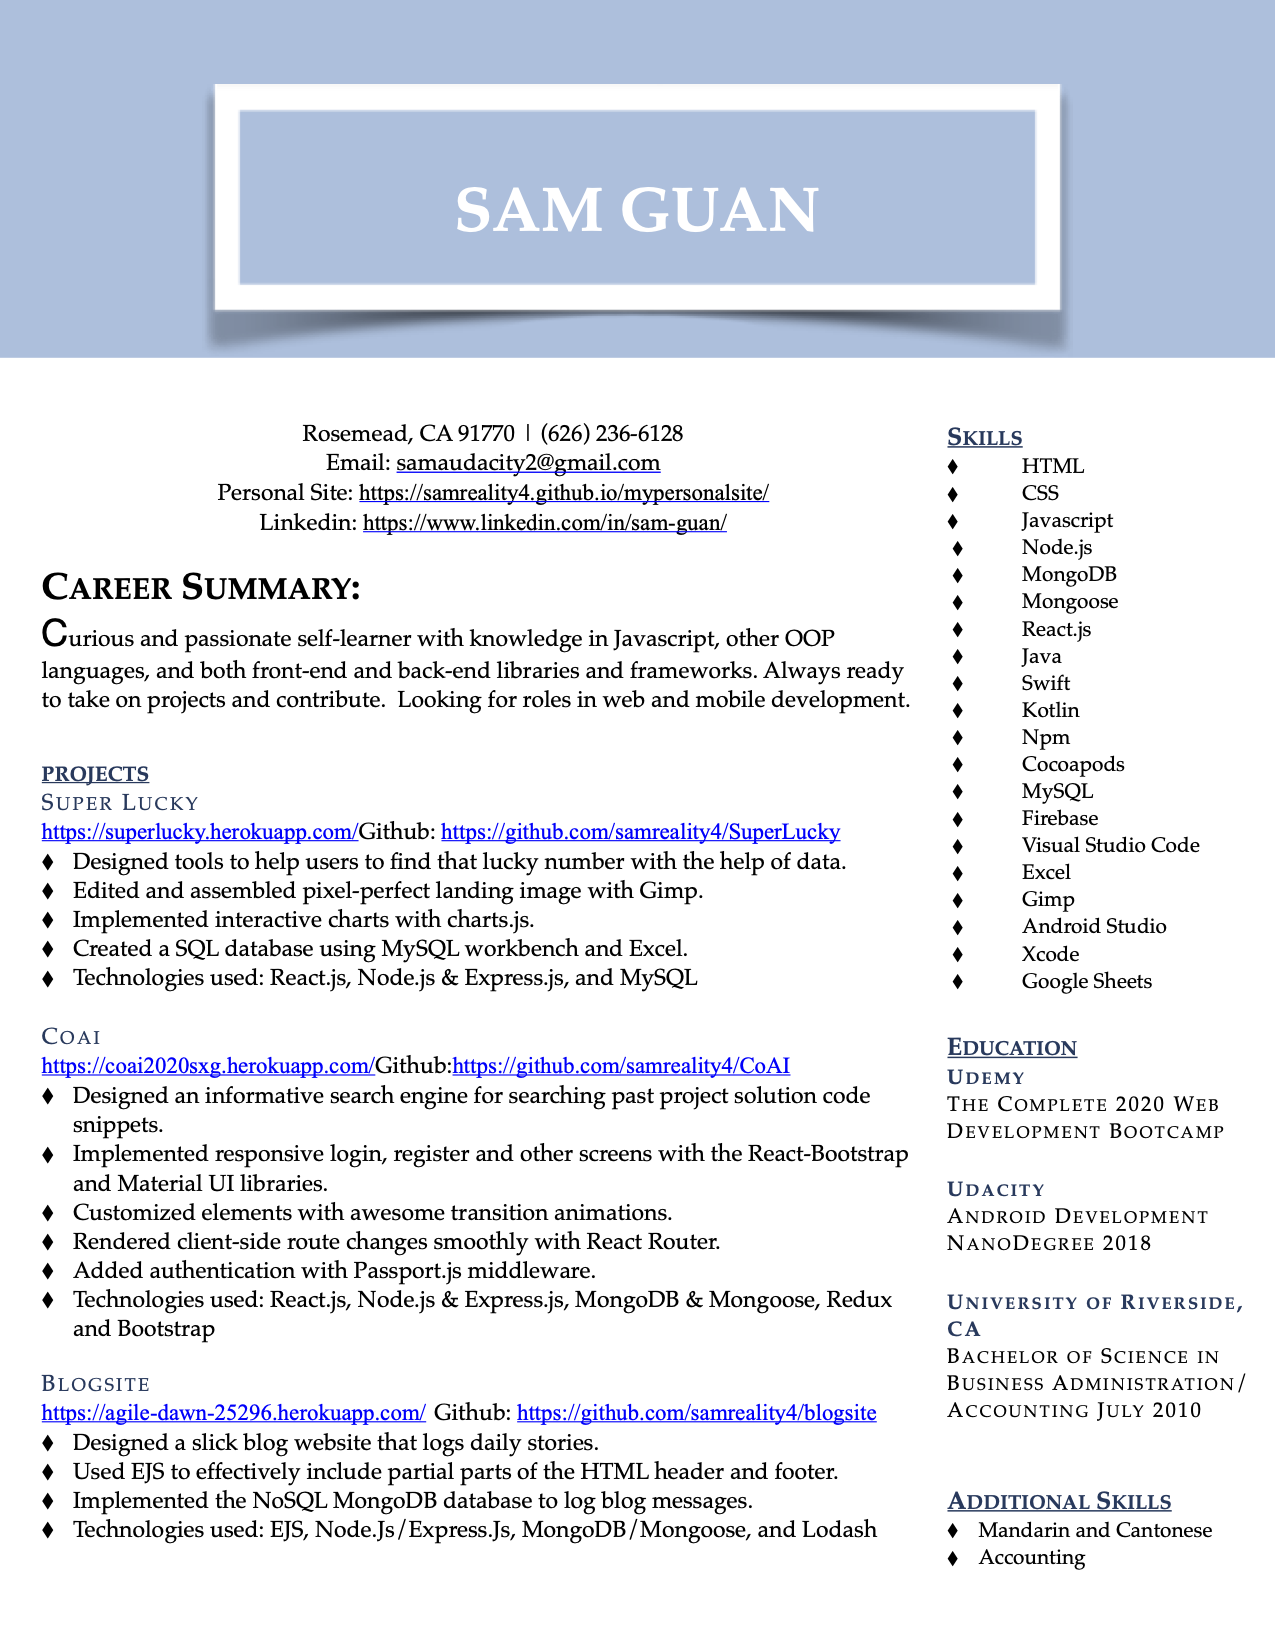 SAM GUAN
Rosemead, CA 91770 | (626) 236-6128
Email: samaudacity2@gmail.com
Personal Site: https://samreality4.github.io/mypersonalsite/
Linkedin: https://www.linkedin.com/in/sam-guan/
CAREER SUMMARY:
Curious and passionate self-learner with knowledge in Javascript, other OOP
languages, and both front-end and back-end libraries and frameworks. Always ready
to take on projects and contribute.  Looking for roles in web and mobile development.
PROJECTS
SUPER LUCKY
https://superlucky.herokuapp.com/Github: https://github.com/samreality4/SuperLucky
♦ Designed tools to help users to find that lucky number with the help of data.
♦ Edited and assembled pixel-perfect landing image with Gimp.
♦ Implemented interactive charts with charts.js.
♦ Created a SQL database using MySQL workbench and Excel.
♦ Technologies used: React.js, Node.js & Express.js, and MySQL
COAI
https://coai2020sxg.herokuapp.com/Github:https://github.com/samreality4/CoAI
♦ Designed an informative search engine for searching past project solution code
snippets.
♦ Implemented responsive login, register and other screens with the React-Bootstrap
and Material UI libraries.
♦ Customized elements with awesome transition animations.
♦ Rendered client-side route changes smoothly with React Router.
♦ Added authentication with Passport.js middleware.
♦ Technologies used: React.js, Node.js & Express.js, MongoDB & Mongoose, Redux
and Bootstrap
BLOGSITE
https://agile-dawn-25296.herokuapp.com/ Github: https://github.com/samreality4/blogsite
♦ Designed a slick blog website that logs daily stories.
♦ Used EJS to effectively include partial parts of the HTML header and footer.
♦ Implemented the NoSQL MongoDB database to log blog messages.
♦ Technologies used: EJS, Node.Js/Express.Js, MongoDB/Mongoose, and Lodash
SKILLS
♦ HTML
♦ CSS
♦ Javascript
♦ Node.js
♦ MongoDB
♦ Mongoose
♦ React.js
♦ Java
♦ Swift
♦ Kotlin
♦ Npm
♦ Cocoapods
♦ MySQL
♦ Firebase
♦ Visual Studio Code
♦ Excel
♦ Gimp
♦ Android Studio
♦ Xcode
♦ Google Sheets
EDUCATION
UDEMY
THE COMPLETE 2020 WEB
DEVELOPMENT BOOTCAMP
UDACITY
ANDROID DEVELOPMENT
NANODEGREE 2018
UNIVERSITY OF RIVERSIDE,
CA
BACHELOR OF SCIENCE IN
BUSINESS ADMINISTRATION/
ACCOUNTING JULY 2010
ADDITIONAL SKILLS
♦ Mandarin and Cantonese
♦ Accounting